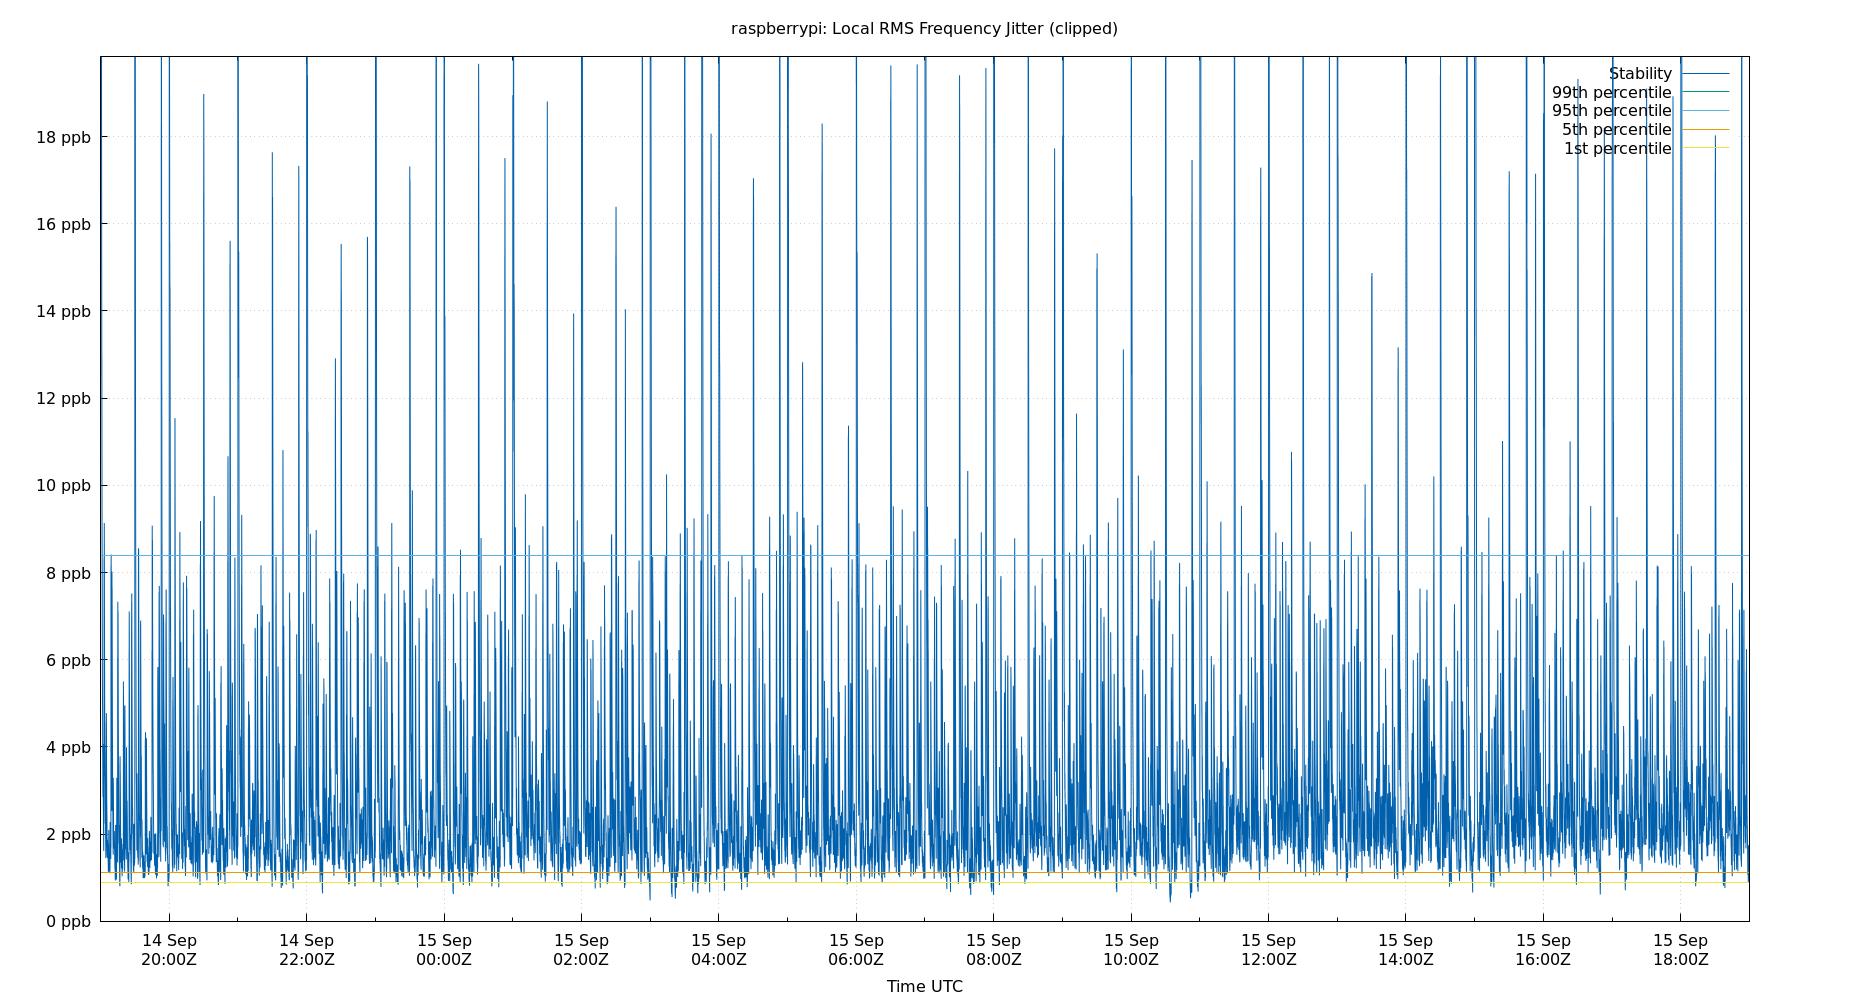 raspberrypi: Local RMS Frequency Jitter (clipped)
Stability
99th percentile
95th percentile
5th percentile
1st percentile
18 ppb
16 ppb
14 ppb
12 ppb
10 ppb
8 ppb
6 ppb
4 ppb
2 ppb
0 ppb
14 Sep 14 Sep 15 Sep 15 Sep 15 Sep 15 Sep 15 Sep 15 Sep 15 Sep 15 Sep 15 Sep 15 Sep
20:00Z 22:00Z 00:00Z 02:00Z 04:00Z 06:00Z 08:00Z 10:00Z 12:00Z 14:00Z 16:00Z 18:00Z
Time UTC